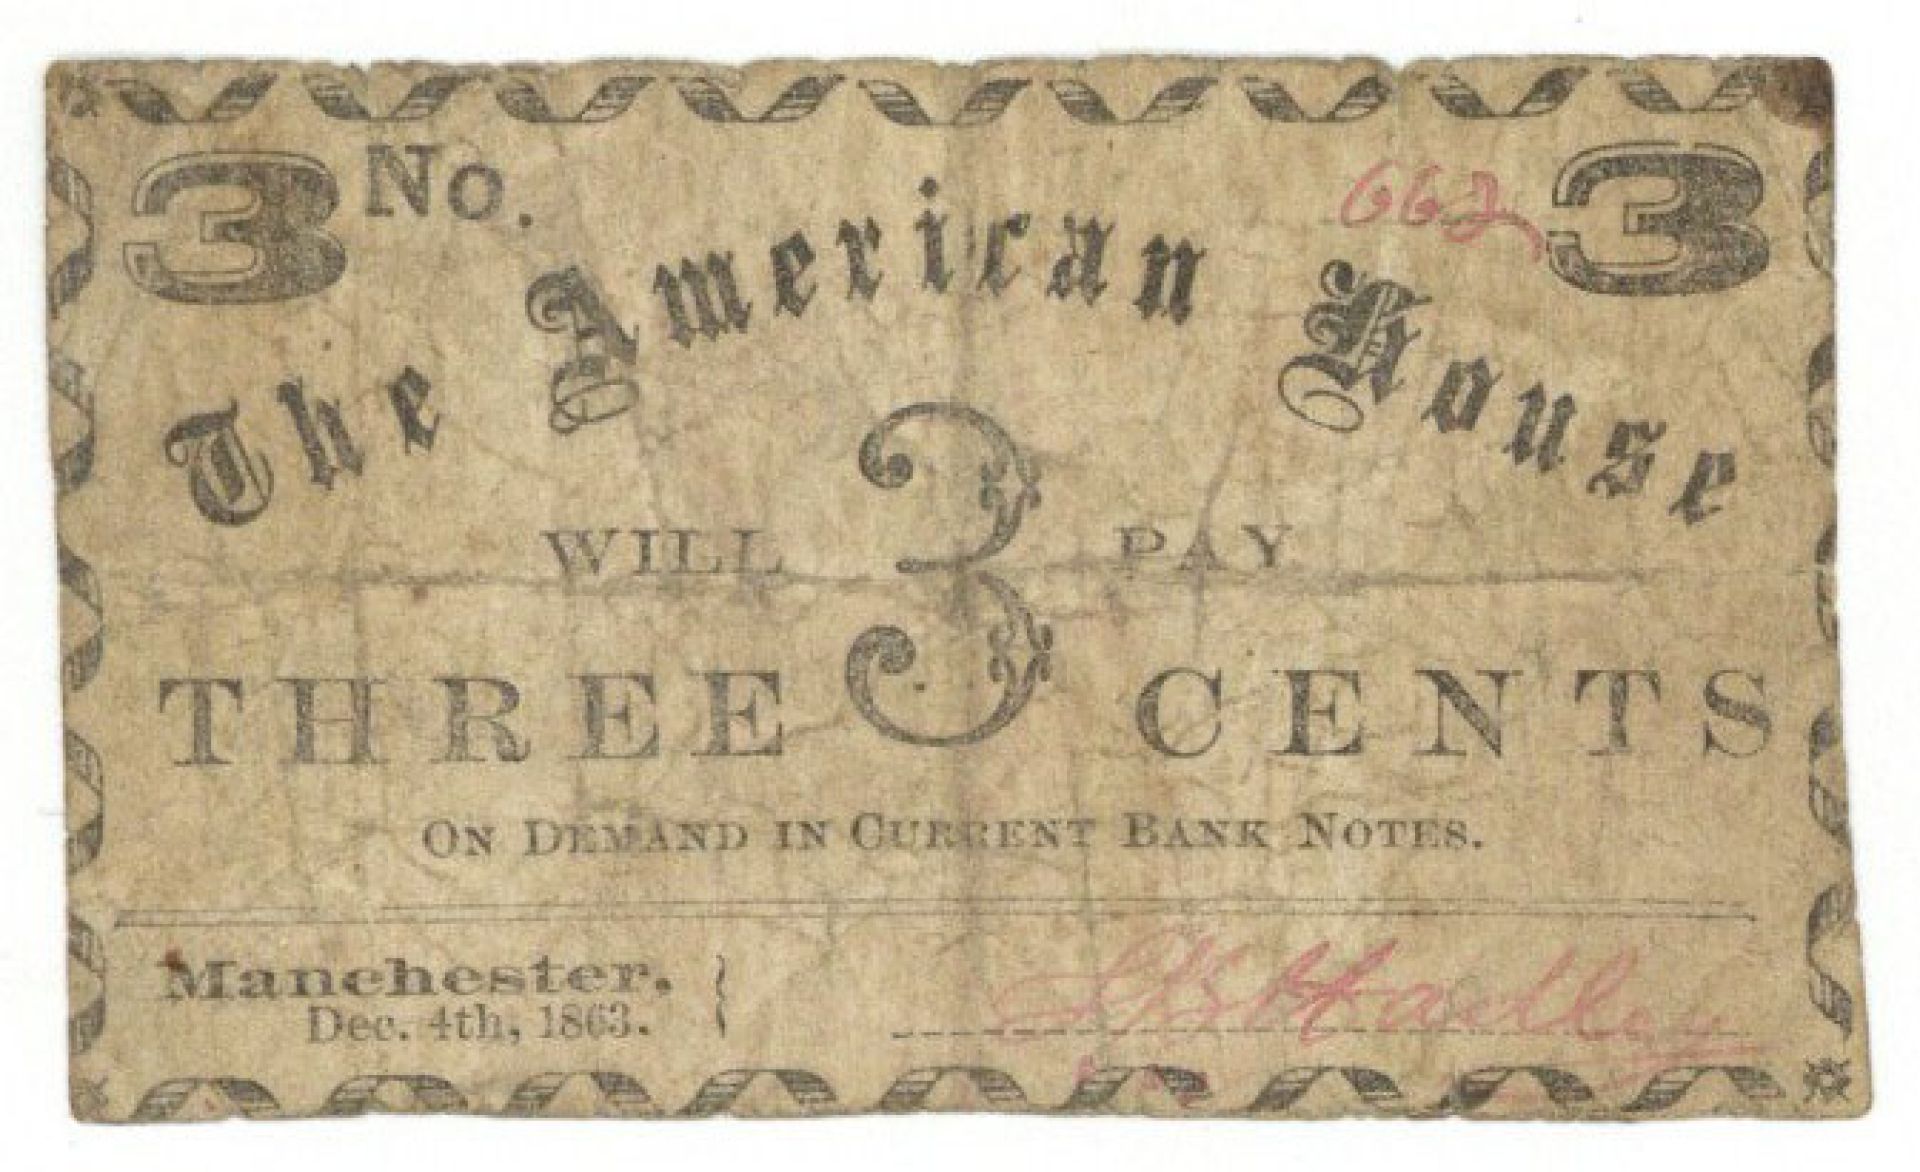 3 No. 662 3
The American House
WILL 3 PAY
THREE CENTS
ON DEMAND IN CURRENT BANK NOTES.
Manchester,
Dec. 4th, 1863.
Hadley